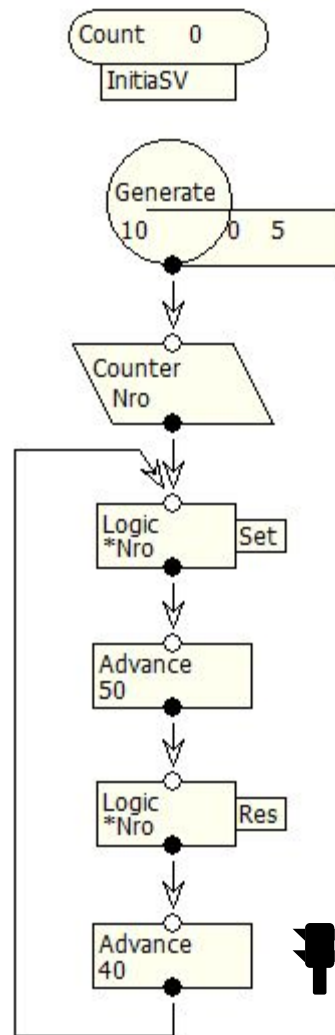 Count 0
InitiaSV
Generate
10 0 5
Counter
Nro
Logic
*Nro
Set
Advance
50
Logic
*Nro
Res
Advance
40